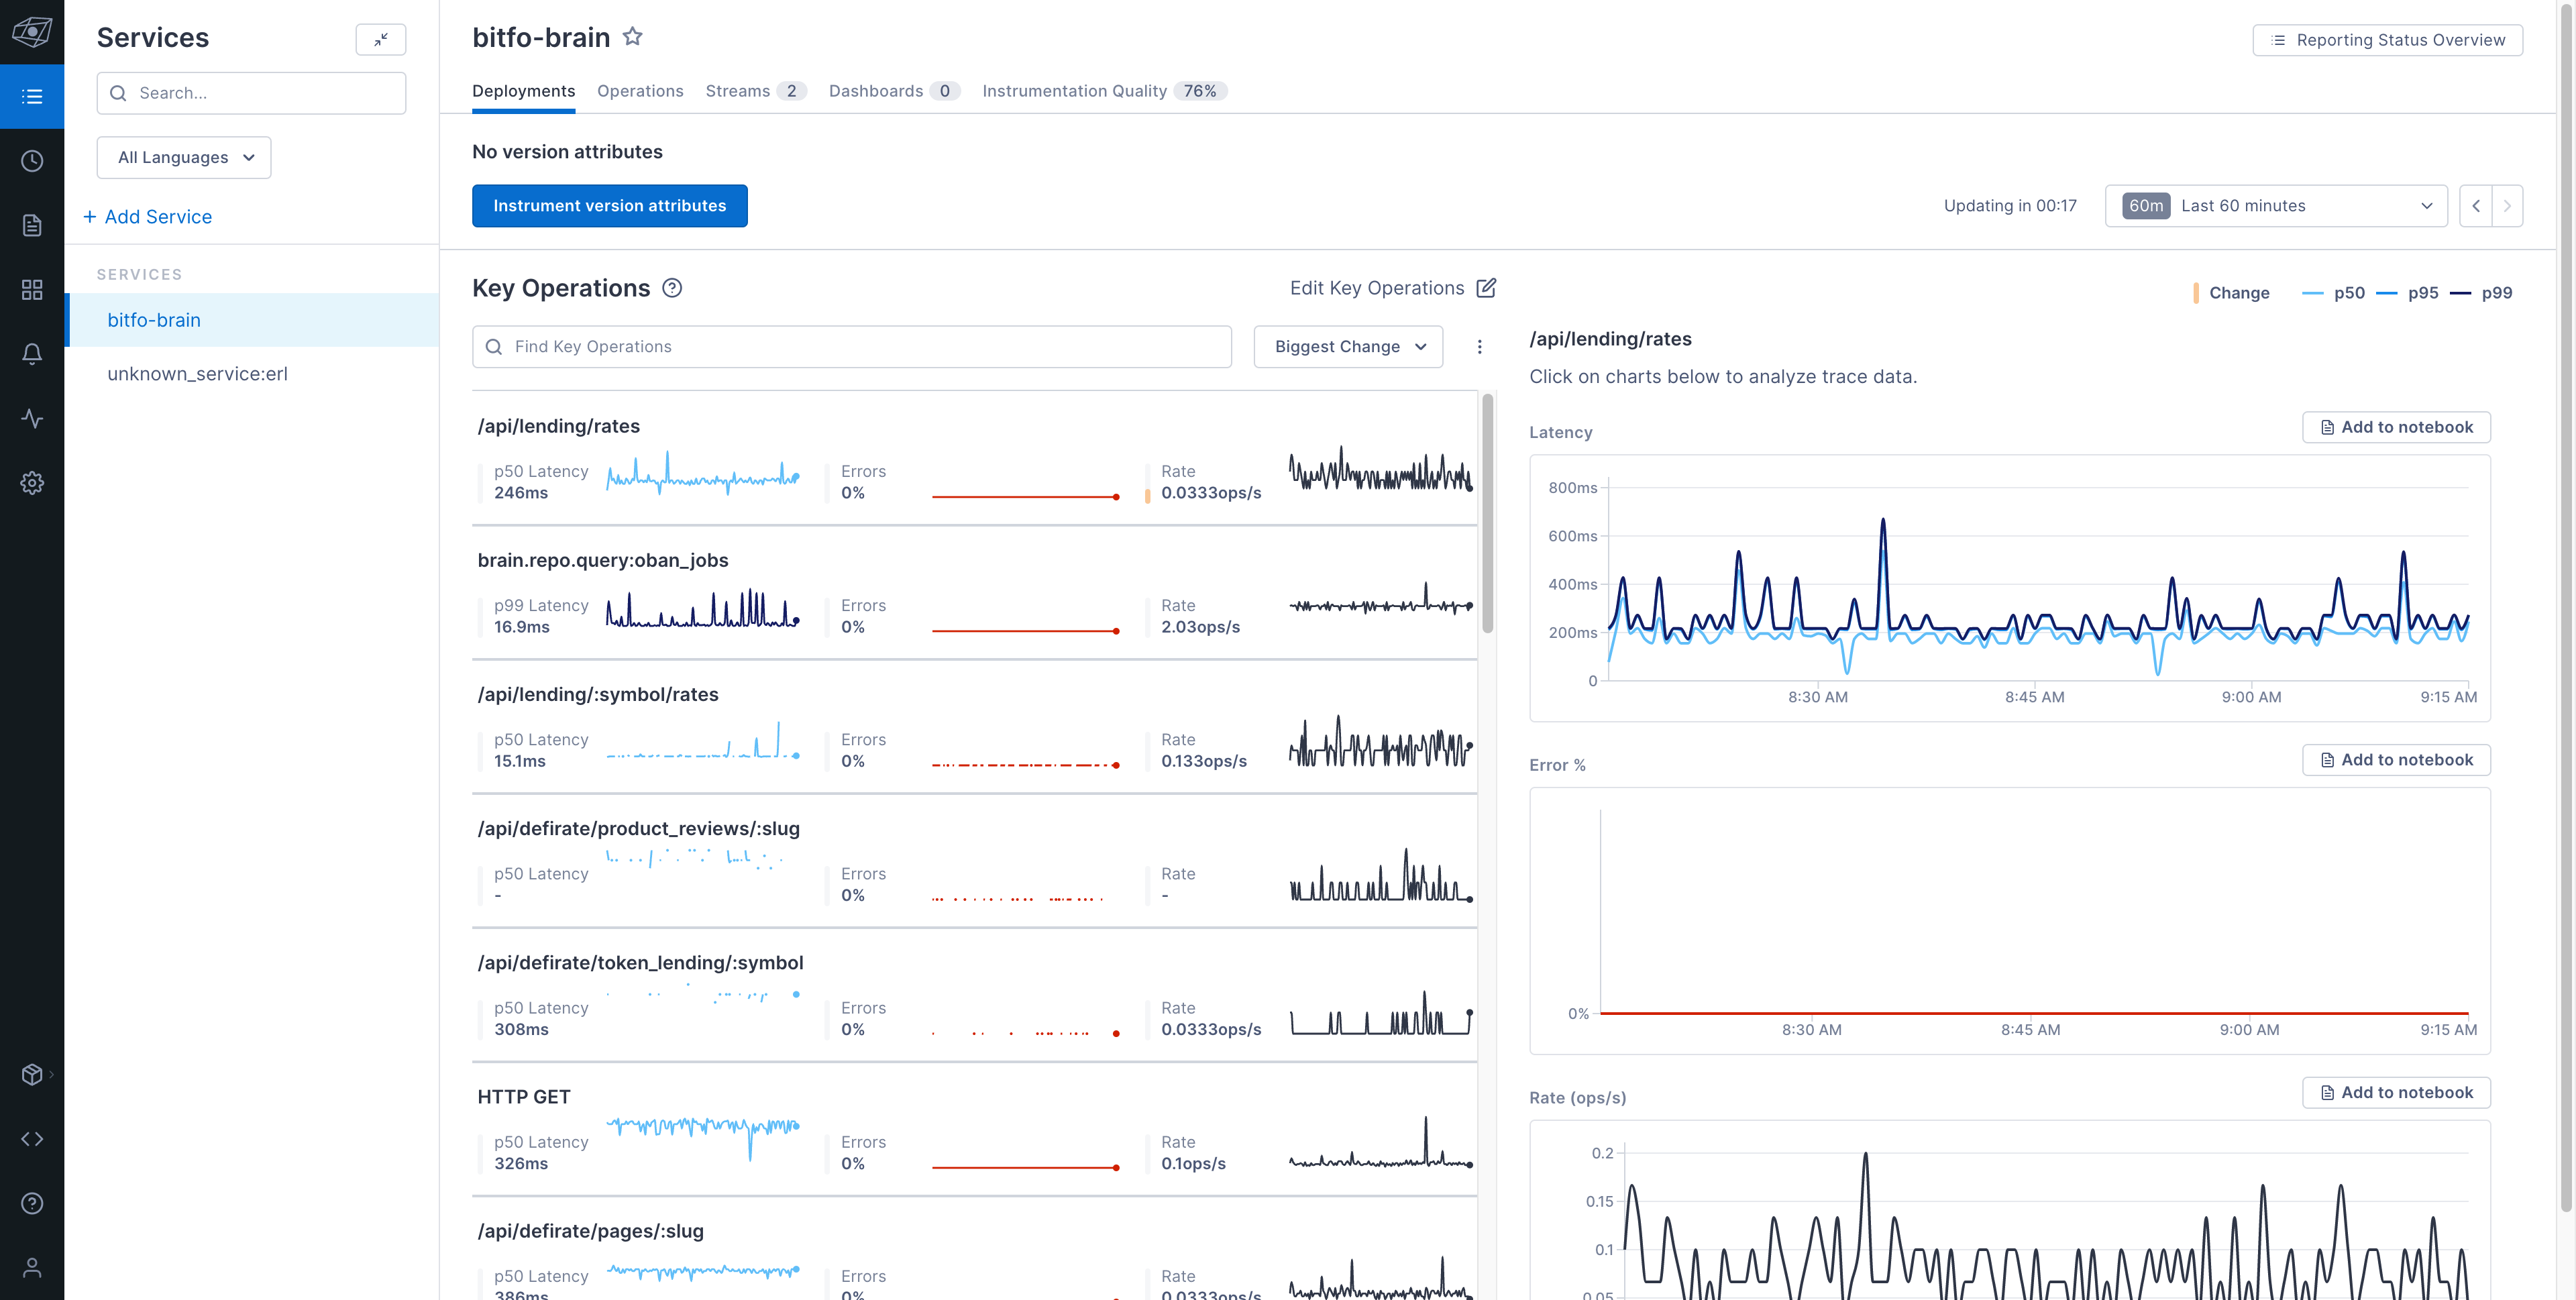 Services
Search...
All Languages
+ Add Service
SERVICES
bitfo-brain
unknown_service:erl
bitfo-brain
Reporting Status Overview
Deployments Operations Streams 2 Dashboards 0 Instrumentation Quality 76%
No version attributes
Instrument version attributes
Updating in 00:17
60m Last 60 minutes
Key Operations
Edit Key Operations
Find Key Operations
Biggest Change
/api/lending/rates
p50 Latency Errors Rate
246ms 0% 0.0333ops/s
brain.repo.query:oban_jobs
p99 Latency Errors Rate
16.9ms 0% 2.03ops/s
/api/lending/:symbol/rates
p50 Latency Errors Rate
15.1ms 0% 0.133ops/s
/api/defirate/product_reviews/:slug
p50 Latency Errors Rate
- 0% -
/api/defirate/token_lending/:symbol
p50 Latency Errors Rate
308ms 0% 0.0333ops/s
HTTP GET
p50 Latency Errors Rate
326ms 0% 0.1ops/s
/api/defirate/pages/:slug
p50 Latency Errors Rate
386ms 0% 0.0333ops/s
Change p50 p95 p99
/api/lending/rates
Click on charts below to analyze trace data.
Latency
Add to notebook
800ms
600ms
400ms
200ms
0
8:30 AM 8:45 AM 9:00 AM 9:15 AM
Error %
Add to notebook
0%
8:30 AM 8:45 AM 9:00 AM 9:15 AM
Rate (ops/s)
Add to notebook
0.2
0.15
0.1
0.05